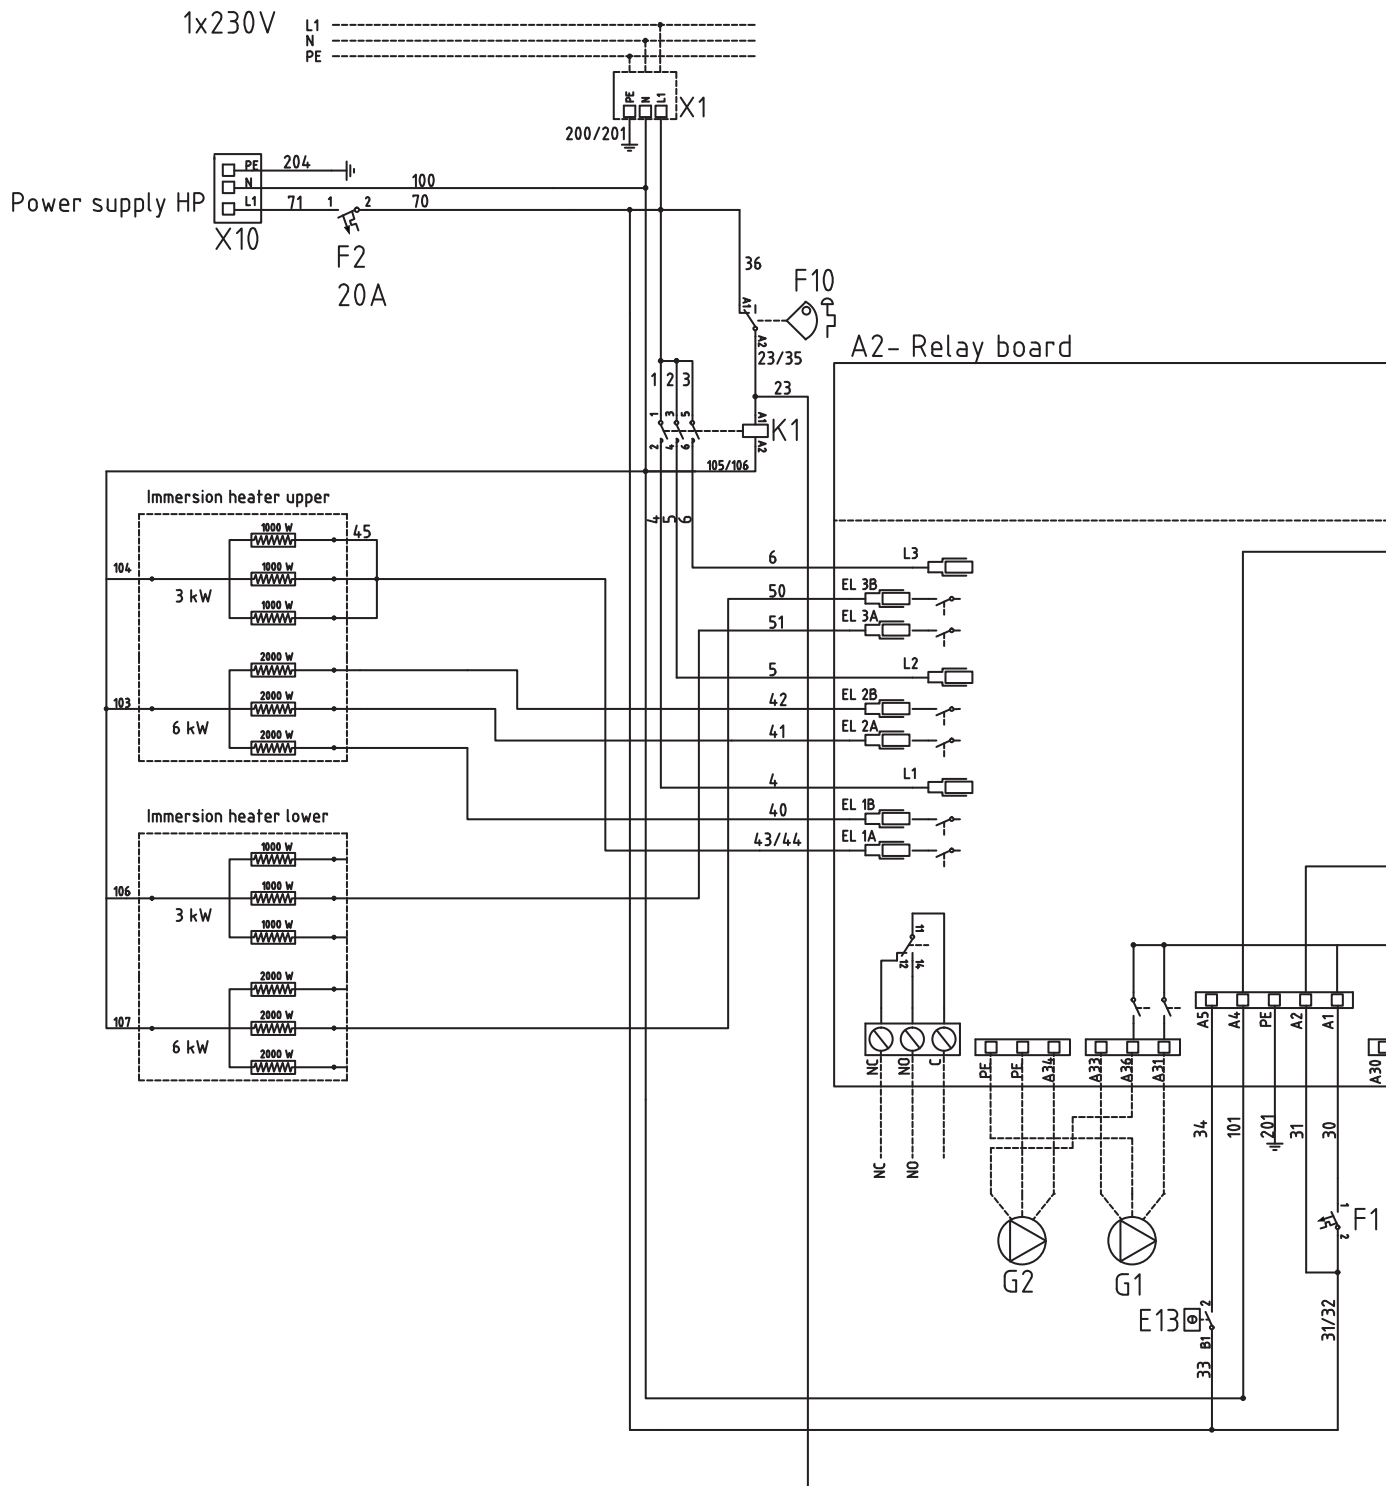 1x230V
L1
N
PE
PE N L1
X1
200/201
PE 204
N 100
Power supply HP
L1 71 1 2 70
X10
F2
20A
36
F10
A1
A2
23/35
A2- Relay board
1 2 3
23
1 3 5
A1
K1
2 4 6
A2
105/106
Immersion heater upper
4 5 6
1000 W
45
104
1000 W
3 kW
1000 W
2000 W
103
2000 W
6 kW
2000 W
6 L3
50 EL 3B
51 EL 3A
5 L2
42 EL 2B
41 EL 2A
4 L1
40 EL 1B
43/44 EL 1A
Immersion heater lower
1000 W
106
1000 W
3 kW
1000 W
2000 W
107
2000 W
6 kW
2000 W
11
12 14
NC NO C
PE PE A34
A33 A36 A31
A5 A4 PE A2 A1
A30
34 101 201 31 30
NC NO
1
F1
2
G2
G1
2
E13
B1
33
31/32